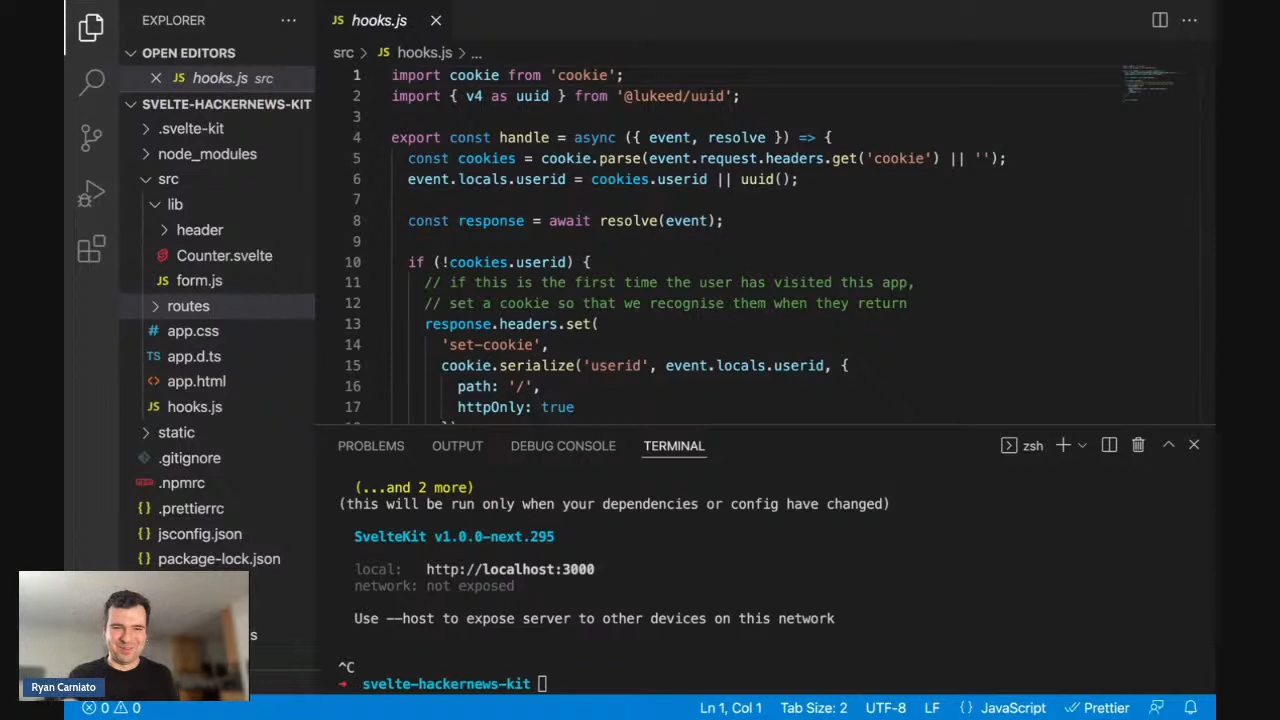 EXPLORER
OPEN EDITORS
JS hooks.js src
SVELTE-HACKERNEWS-KIT
.svelte-kit
node_modules
src
lib
header
Counter.svelte
JS form.js
routes
# app.css
TS app.d.ts
<> app.html
JS hooks.js
static
.gitignore
.npmrc
{} .prettierrc
{} jsconfig.json
{} package-lock.json
Ryan Carniato
JS hooks.js
src > JS hooks.js > ...
1 import cookie from 'cookie';
2 import { v4 as uuid } from '@lukeed/uuid';
3
4 export const handle = async ({ event, resolve }) => {
5 const cookies = cookie.parse(event.request.headers.get('cookie') || '');
6 event.locals.userid = cookies.userid || uuid();
7
8 const response = await resolve(event);
9
10 if (!cookies.userid) {
11 // if this is the first time the user has visited this app,
12 // set a cookie so that we recognise them when they return
13 response.headers.set(
14 'set-cookie',
15 cookie.serialize('userid', event.locals.userid, {
16 path: '/',
17 httpOnly: true
PROBLEMS OUTPUT DEBUG CONSOLE TERMINAL zsh
(...and 2 more)
(this will be run only when your dependencies or config have changed)
SvelteKit v1.0.0-next.295
local: http://localhost:3000
network: not exposed
Use --host to expose server to other devices on this network
^C
→ svelte-hackernews-kit
0 0 Ln 1, Col 1 Tab Size: 2 UTF-8 LF {} JavaScript Prettier